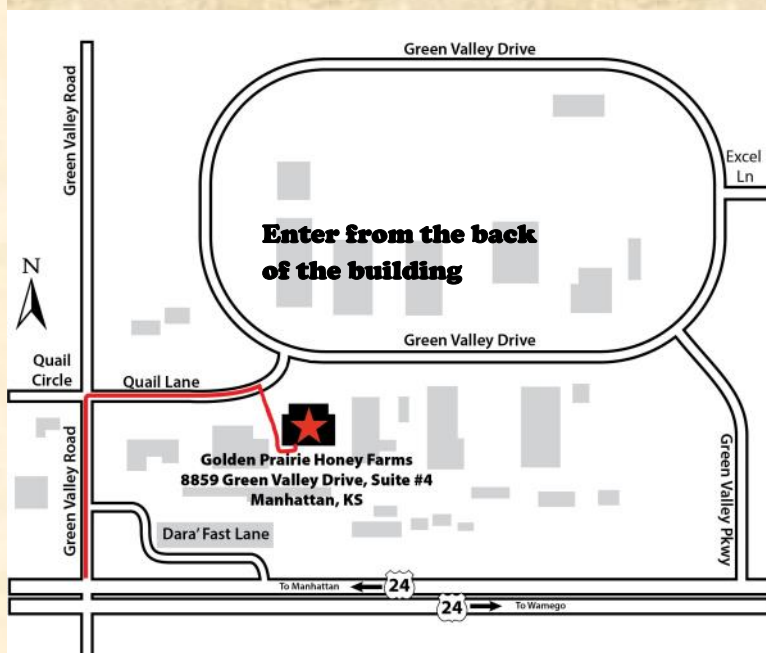 Green Valley Drive
Green Valley Road
Excel
Ln
Enter from the back
of the building
N
Green Valley Drive
Quail
Circle
Quail Lane
Golden Prairie Honey Farms
8859 Green Valley Drive, Suite #4
Manhattan, KS
Green Valley Road
Green Valley Pkwy
Dara' Fast Lane
To Manhattan
24
24
To Wamego